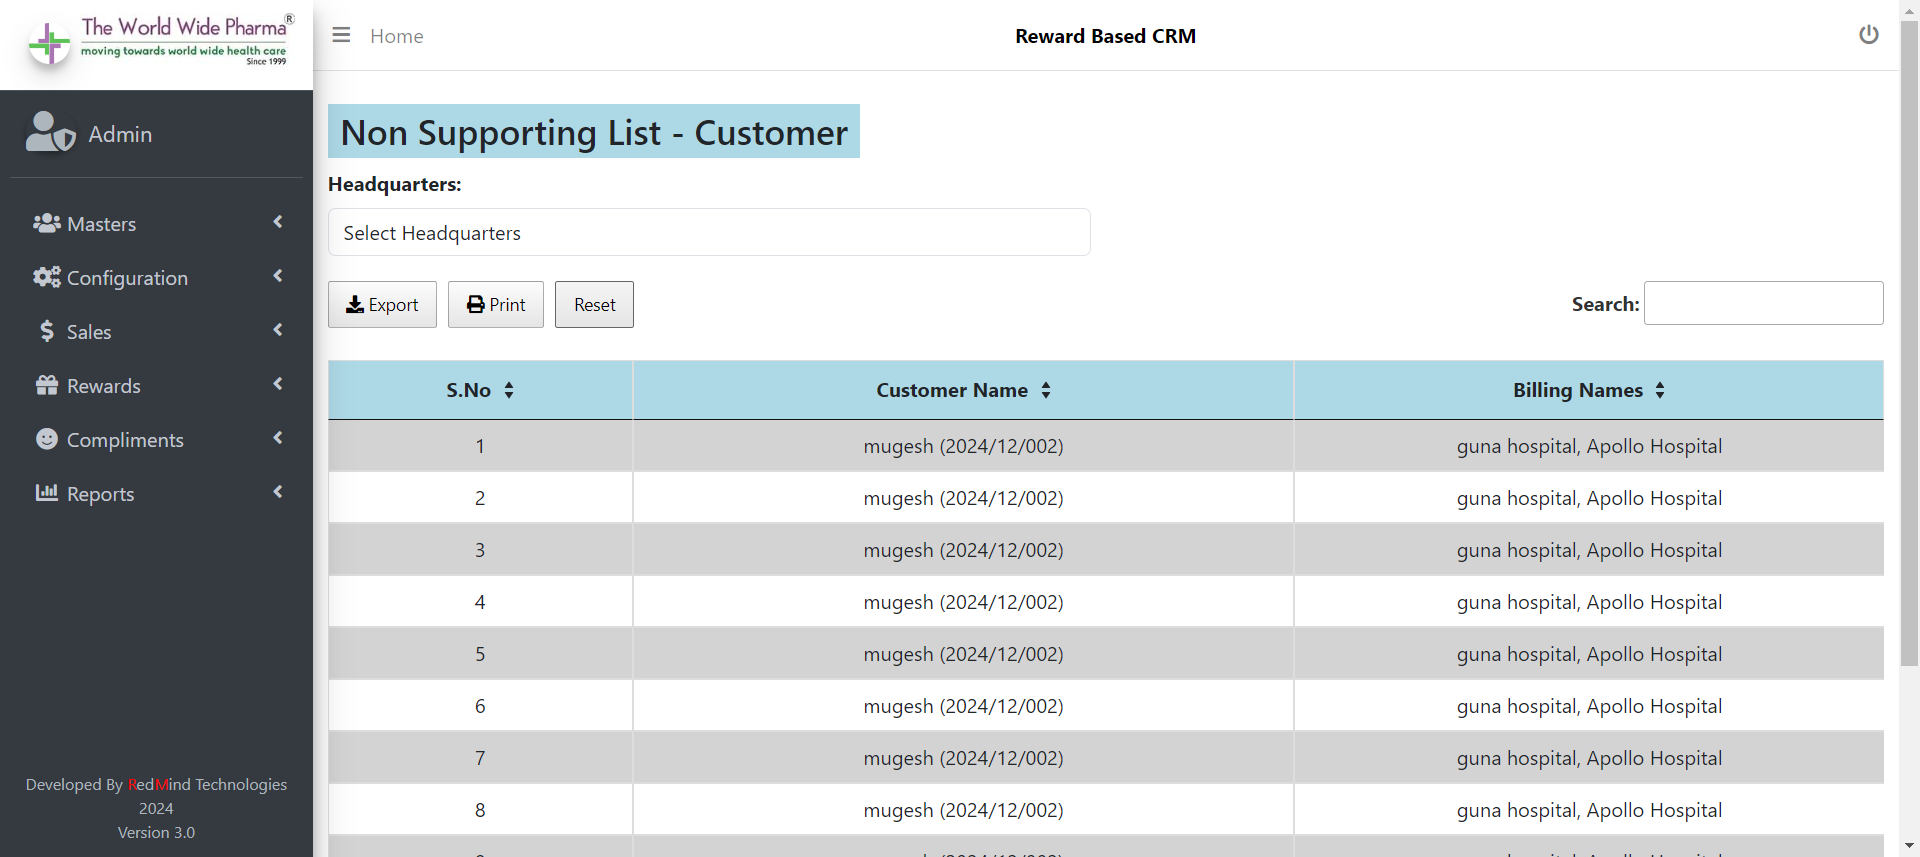 The World Wide Pharma®
moving towards world wide health care
Since 1999
Home
Reward Based CRM
Admin
Masters
Configuration
Sales
Rewards
Compliments
Reports
Developed By RedMind Technologies
2024
Version 3.0
Non Supporting List - Customer
Headquarters:
Select Headquarters
Export Print Reset Search:
S.No Customer Name Billing Names
1 mugesh (2024/12/002) guna hospital, Apollo Hospital
2 mugesh (2024/12/002) guna hospital, Apollo Hospital
3 mugesh (2024/12/002) guna hospital, Apollo Hospital
4 mugesh (2024/12/002) guna hospital, Apollo Hospital
5 mugesh (2024/12/002) guna hospital, Apollo Hospital
6 mugesh (2024/12/002) guna hospital, Apollo Hospital
7 mugesh (2024/12/002) guna hospital, Apollo Hospital
8 mugesh (2024/12/002) guna hospital, Apollo Hospital